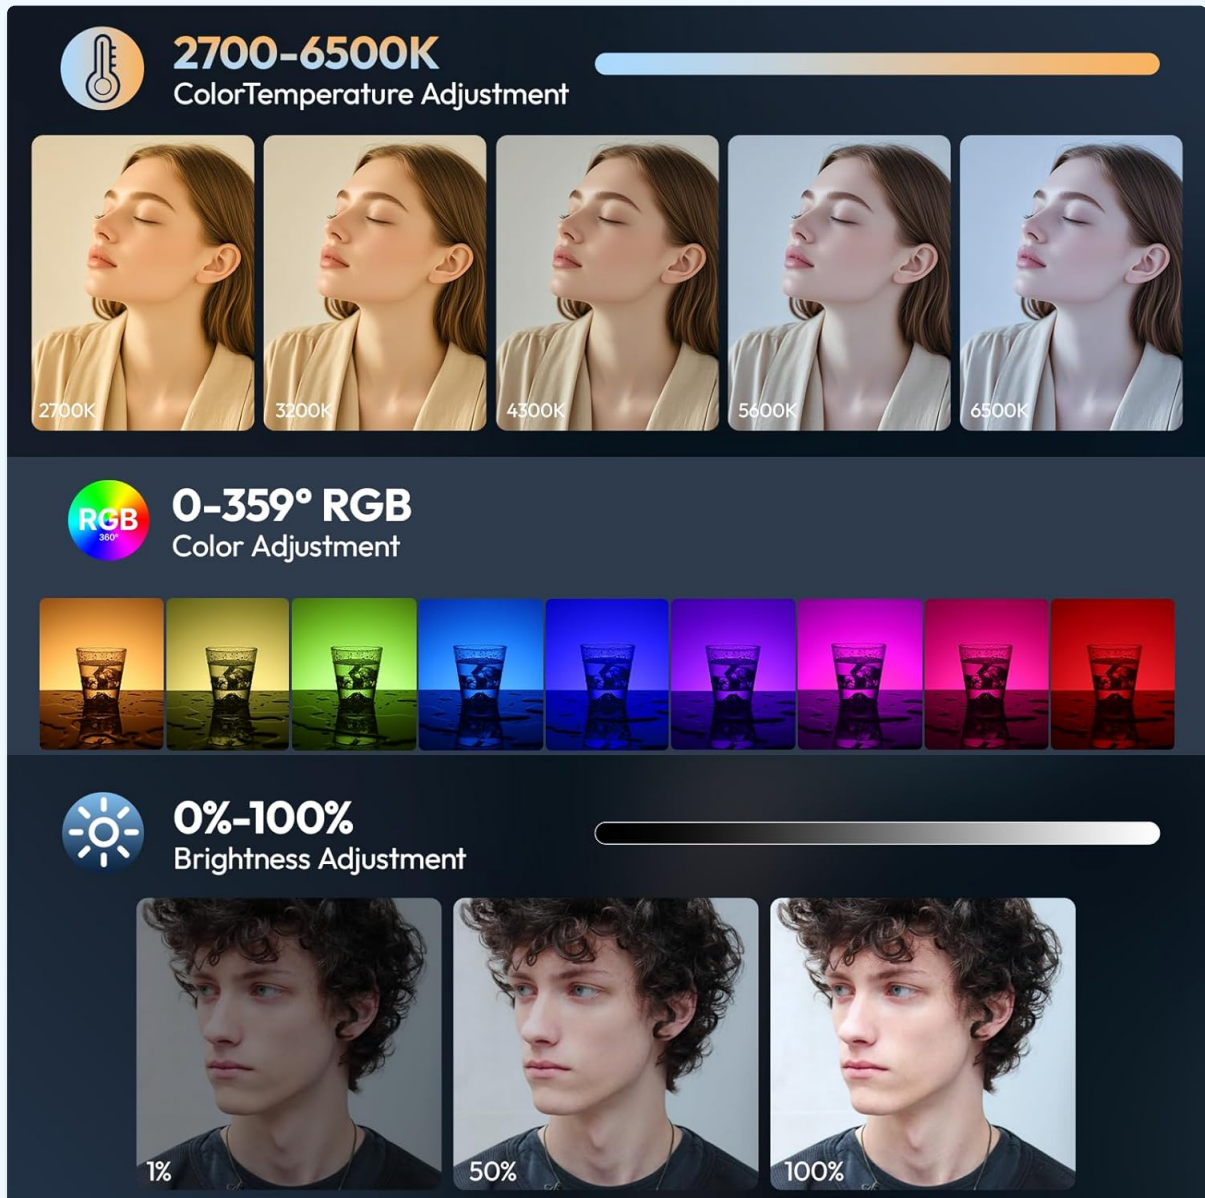 2700-6500K
ColorTemperature Adjustment
2700K
3200K
4300K
5600K
6500K
RGB
360°
0-359° RGB
Color Adjustment
0%-100%
Brightness Adjustment
1%
50%
100%